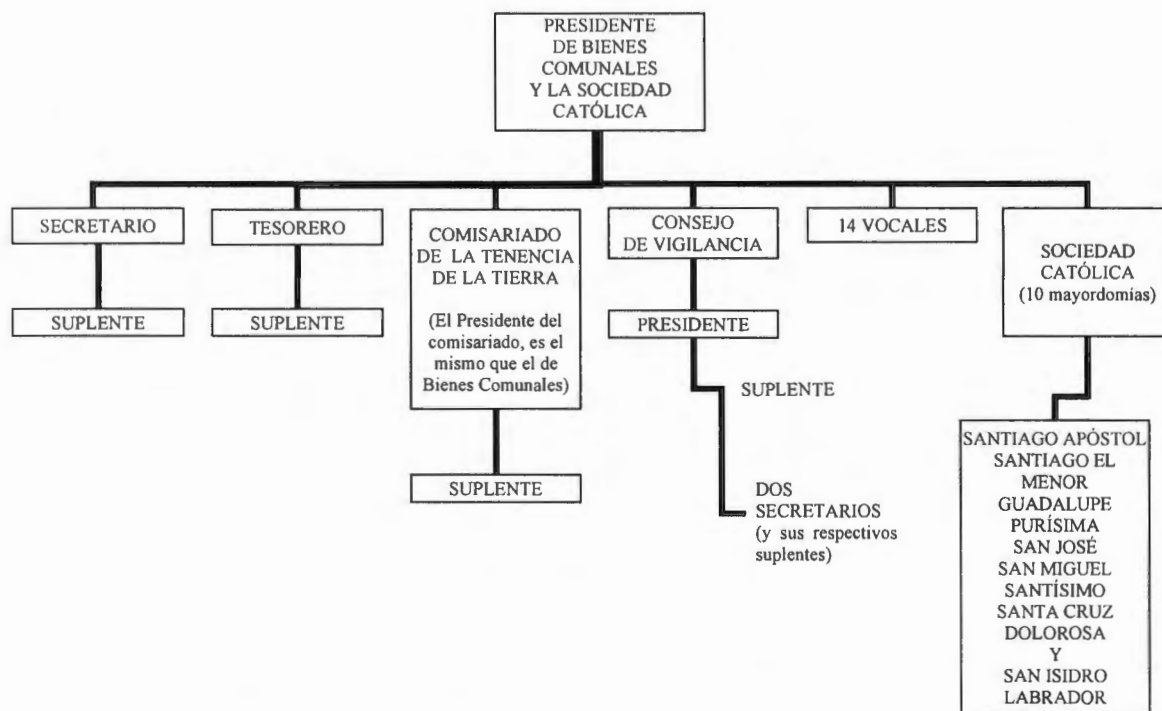 PRESIDENTE
DE BIENES
COMUNALES
Y LA SOCIEDAD
CATÓLICA
SECRETARIO
SUPLENTE
TESORERO
SUPLENTE
COMISARIADO
DE LA TENENCIA
DE LA TIERRA
(El Presidente del
comisariado, es el
mismo que el de
Bienes Comunales)
SUPLENTE
CONSEJO
DE VIGILANCIA
PRESIDENTE
SUPLENTE
DOS
SECRETARIOS
(y sus respectivos
suplentes)
14 VOCALES
SOCIEDAD
CATÓLICA
(10 mayordomías)
SANTIAGO APÓSTOL
SANTIAGO EL
MENOR
GUADALUPE
PURÍSIMA
SAN JOSÉ
SAN MIGUEL
SANTÍSIMO
SANTA CRUZ
DOLOROSA
Y
SAN ISIDRO
LABRADOR